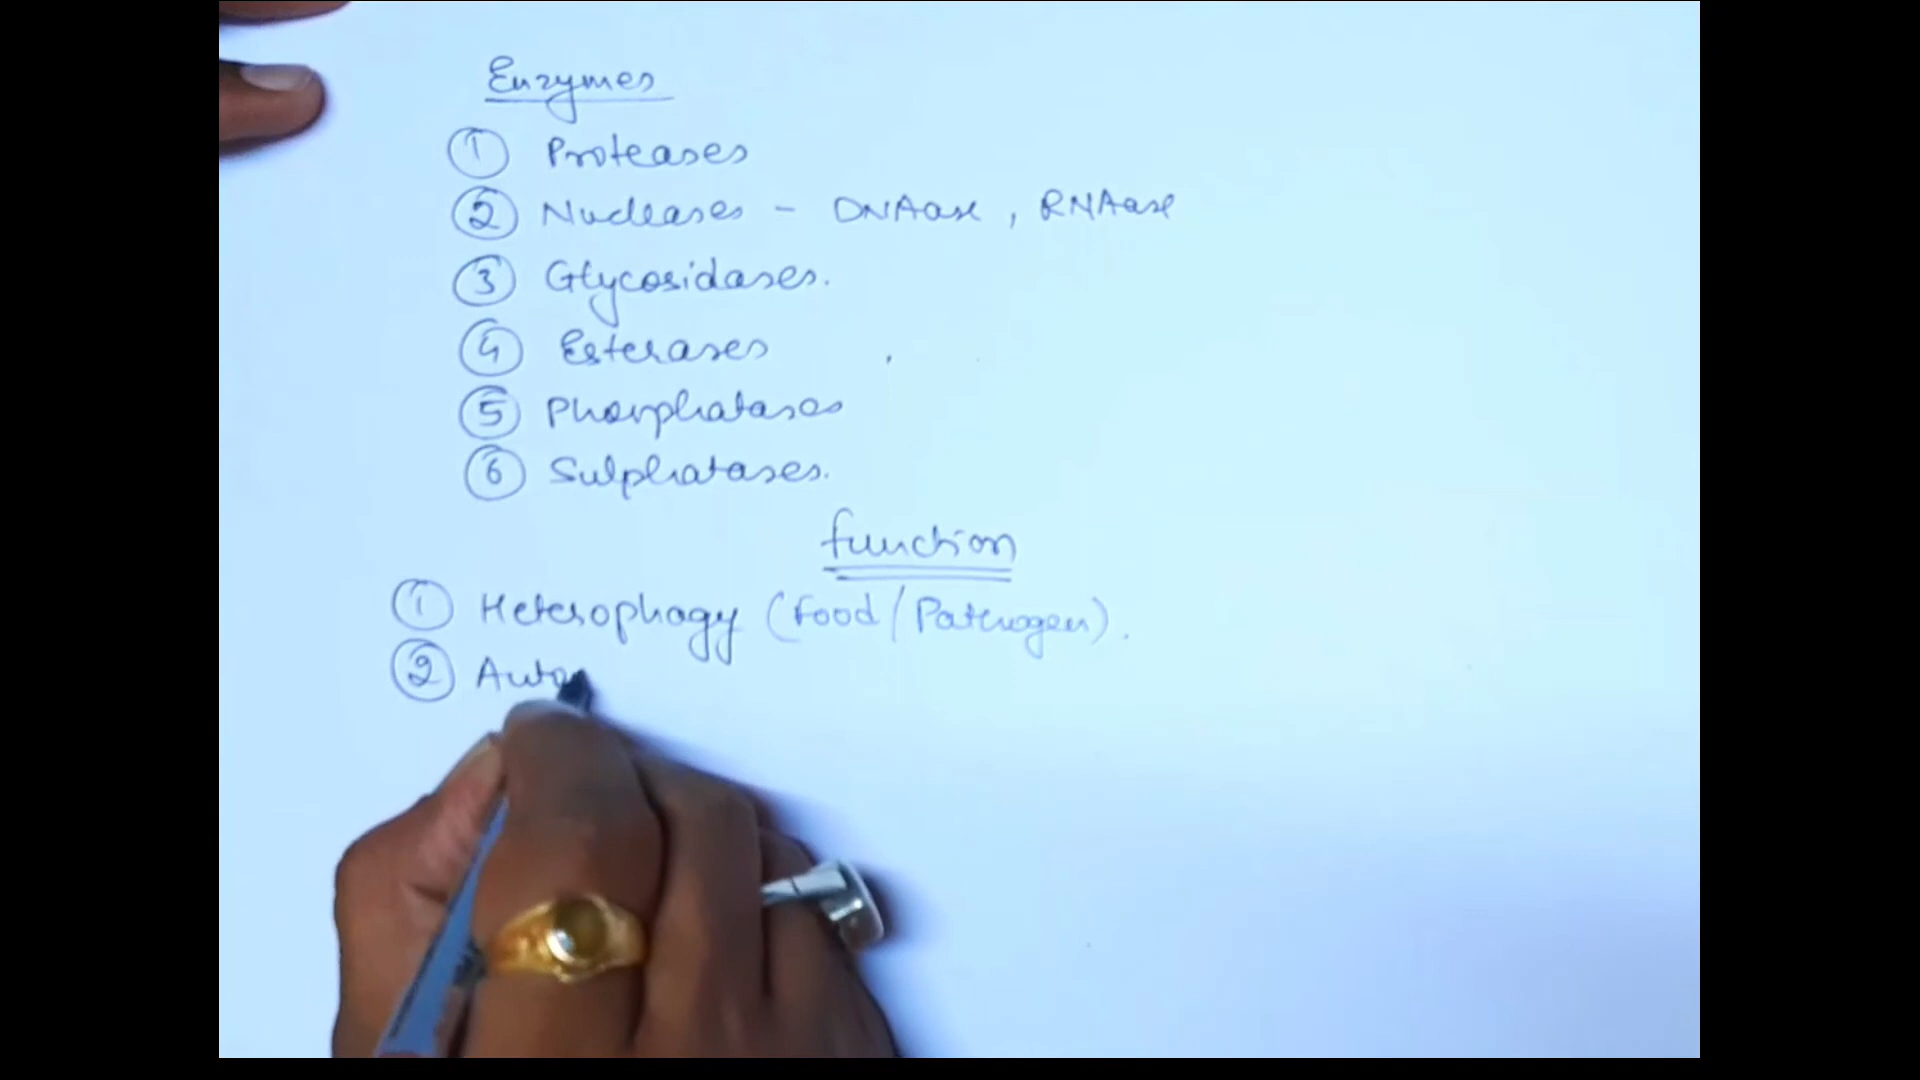 Enzymes
① Proteases
② Nucleases - DNAase, RNAase
③ Glycosidases.
④ Esterases
⑤ Phosphatases
⑥ Sulphatases.
function
① Heterophagy (Food/Pathogen).
② Auto